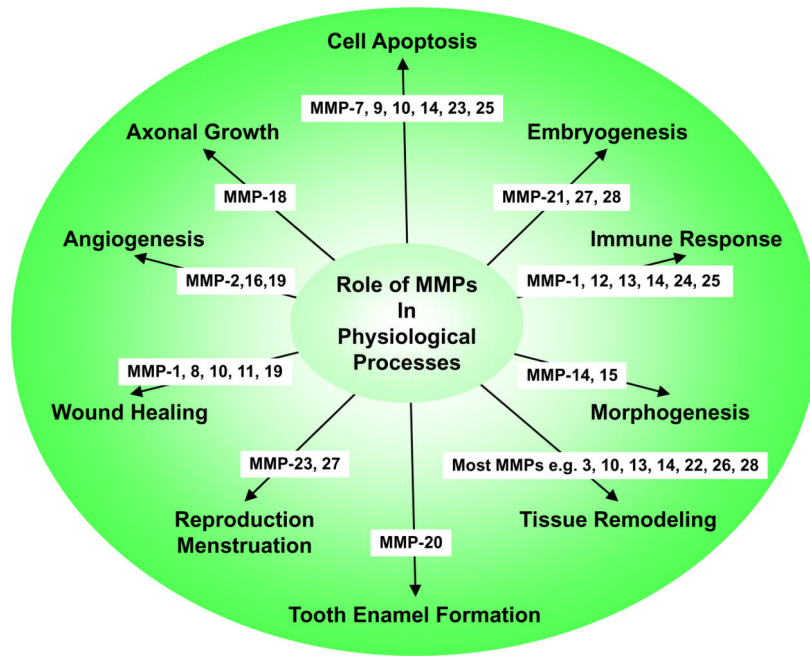 Cell Apoptosis
MMP-7, 9, 10, 14, 23, 25
Axonal Growth
MMP-18
Embryogenesis
MMP-21, 27, 28
Angiogenesis
MMP-2,16,19
Immune Response
MMP-1, 12, 13, 14, 24, 25
Role of MMPs
In
Physiological
Processes
MMP-1, 8, 10, 11, 19
Wound Healing
MMP-14, 15
Morphogenesis
MMP-23, 27
Reproduction
Menstruation
Most MMPs e.g. 3, 10, 13, 14, 22, 26, 28
Tissue Remodeling
MMP-20
Tooth Enamel Formation